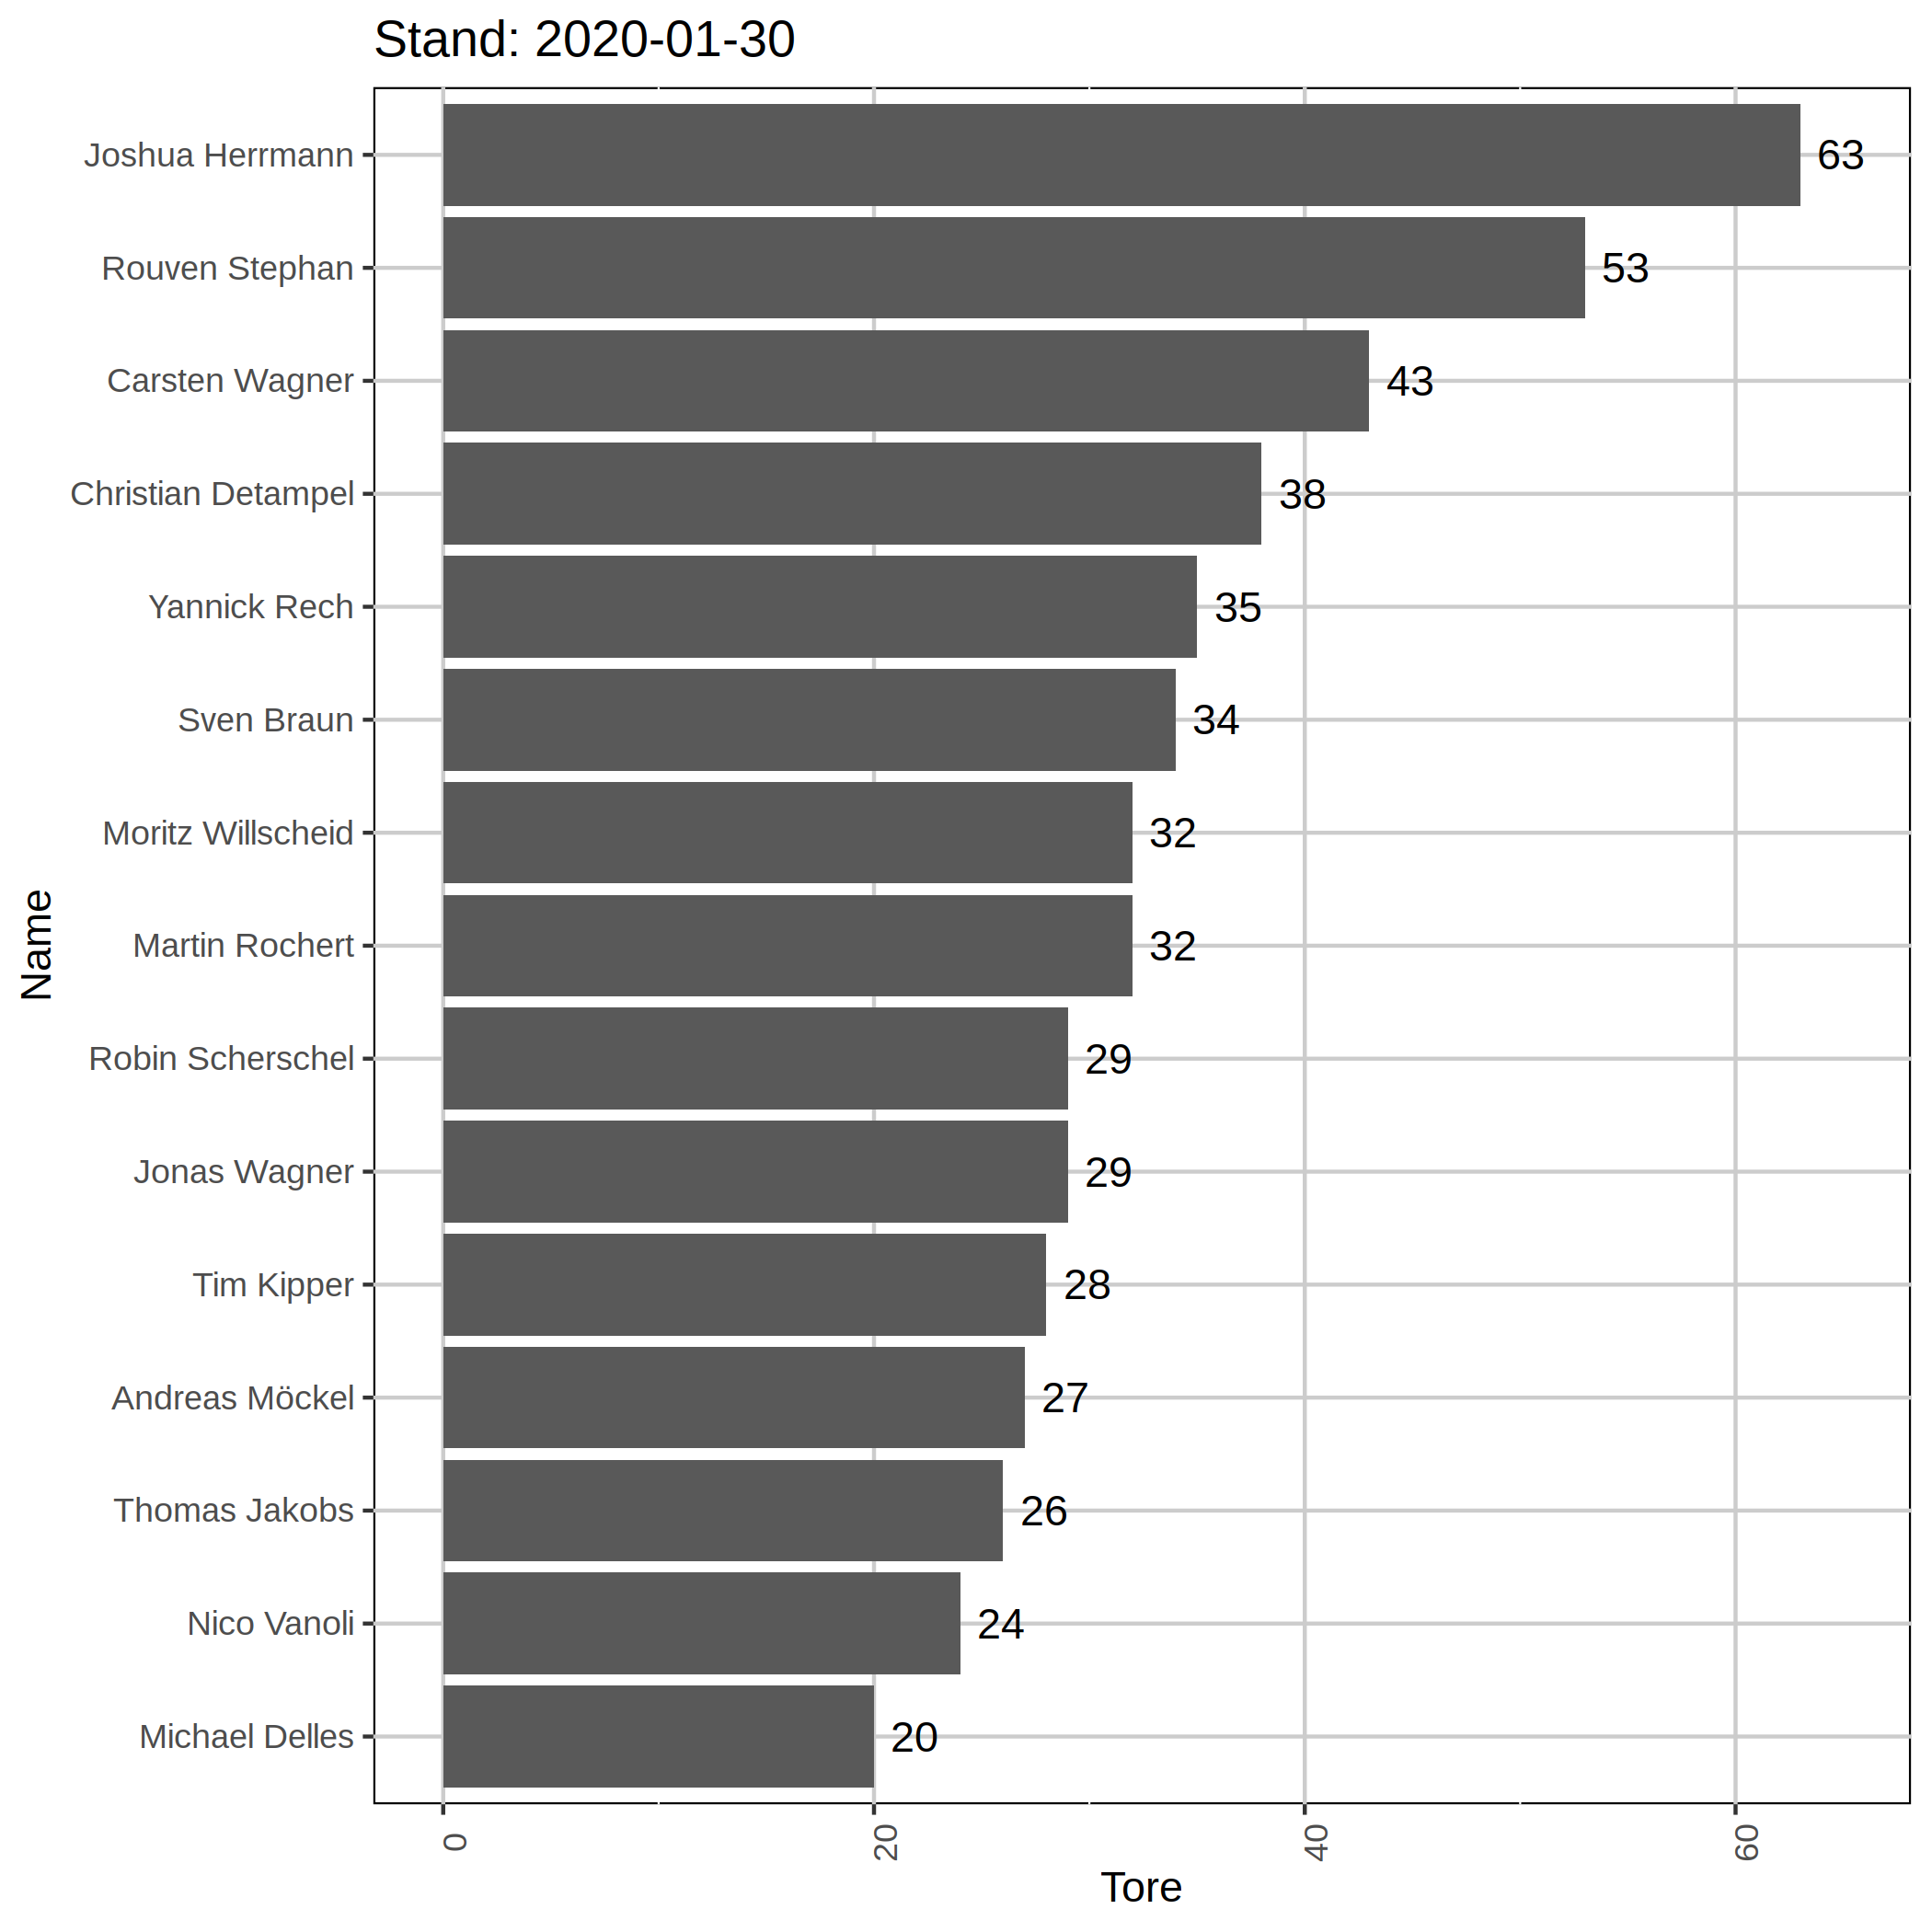 Stand: 2020-01-30
Joshua Herrmann 63
Rouven Stephan 53
Carsten Wagner 43
Christian Detampel 38
Yannick Rech 35
Sven Braun 34
Moritz Willscheid 32
Martin Rochert 32
Robin Scherschel 29
Jonas Wagner 29
Tim Kipper 28
Andreas Möckel 27
Thomas Jakobs 26
Nico Vanoli 24
Michael Delles 20
Name
0 20 40 60
Tore